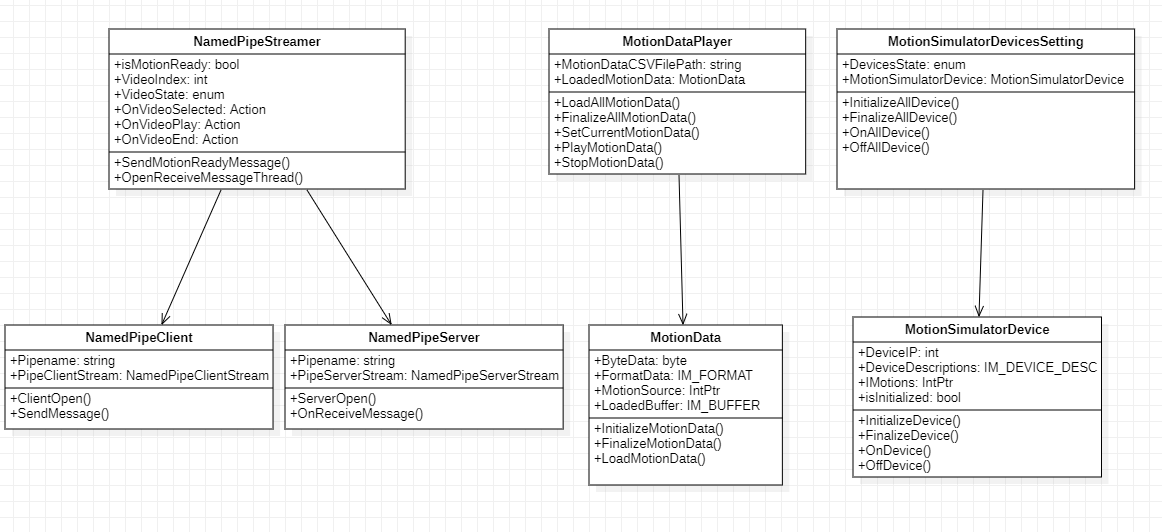 NamedPipeStreamer
+isMotionReady: bool
+VideoIndex: int
+VideoState: enum
+OnVideoSelected: Action
+OnVideoPlay: Action
+OnVideoEnd: Action
+SendMotionReadyMessage()
+OpenReceiveMessageThread()
MotionDataPlayer
+MotionDataCSVFilePath: string
+LoadedMotionData: MotionData
+LoadAllMotionData()
+FinalizeAllMotionData()
+SetCurrentMotionData()
+PlayMotionData()
+StopMotionData()
MotionSimulatorDevicesSetting
+DevicesState: enum
+MotionSimulatorDevice: MotionSimulatorDevice
+InitializeAllDevice()
+FinalizeAllDevice()
+OnAllDevice()
+OffAllDevice()
NamedPipeClient
+Pipename: string
+PipeClientStream: NamedPipeClientStream
+ClientOpen()
+SendMessage()
NamedPipeServer
+Pipename: string
+PipeServerStream: NamedPipeServerStream
+ServerOpen()
+OnReceiveMessage()
MotionData
+ByteData: byte
+FormatData: IM_FORMAT
+MotionSource: IntPtr
+LoadedBuffer: IM_BUFFER
+InitializeMotionData()
+FinalizeMotionData()
+LoadMotionData()
MotionSimulatorDevice
+DeviceIP: int
+DeviceDescriptions: IM_DEVICE_DESC
+IMotions: IntPtr
+isInitialized: bool
+InitializeDevice()
+FinalizeDevice()
+OnDevice()
+OffDevice()